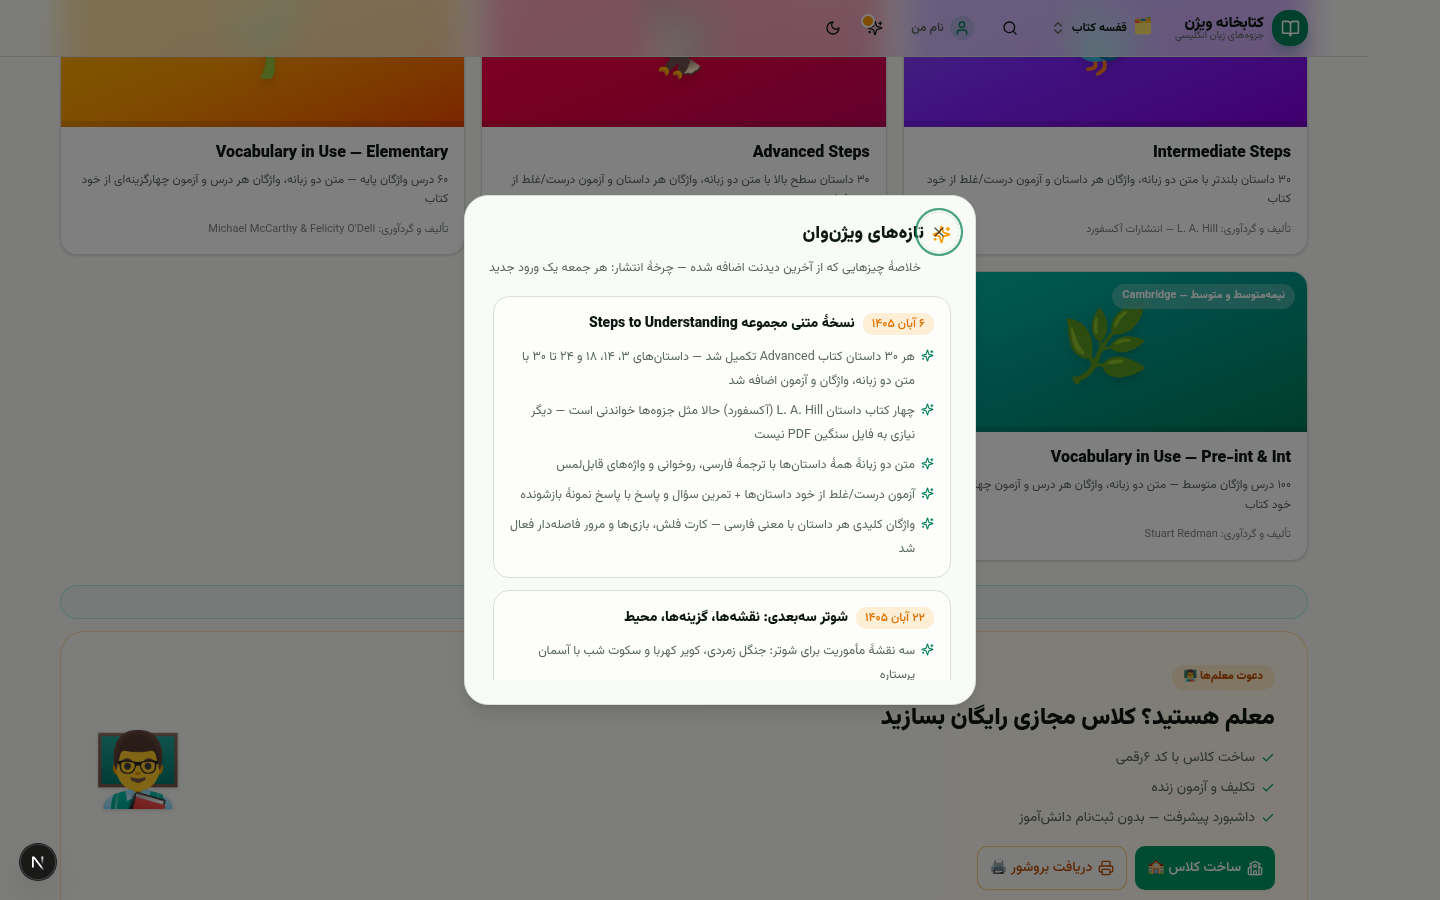 کتابخانه ویژن
جزوه‌های زبان انگلیسی
قفسه کتاب
نام من
Intermediate Steps
۳۰ داستان بلندتر با متن دو زبانه، واژگان هر داستان و آزمون درست/غلط از خود
کتاب
تألیف و گردآوری: L. A. Hill — انتشارات آکسفورد
Advanced Steps
۳۰ داستان سطح بالا با متن دو زبانه، واژگان هر داستان و آزمون درست/غلط از
Vocabulary in Use — Elementary
۶۰ درس واژگان پایه — متن دو زبانه، واژگان هر درس و آزمون چهارگزینه‌ای از خود
کتاب
تألیف و گردآوری: Michael McCarthy & Felicity O'Dell
تازه‌های ویژن‌وان
خلاصهٔ چیزهایی که از آخرین دیدنت اضافه شده — چرخهٔ انتشار: هر جمعه یک ورود جدید
۶ آبان ۱۴۰۵
نسخهٔ متنی مجموعه Steps to Understanding
هر ۳۰ داستان کتاب Advanced تکمیل شد — داستان‌های ۳، ۱۴، ۱۸ و ۲۴ تا ۳۰ با
متن دو زبانه، واژگان و آزمون اضافه شد
چهار کتاب داستان L. A. Hill (آکسفورد) حالا مثل جزوه‌ها خواندنی است — دیگر
نیازی به فایل سنگین PDF نیست
متن دو زبانهٔ همهٔ داستان‌ها با ترجمهٔ فارسی، روخوانی و واژه‌های قابل‌لمس
آزمون درست/غلط از خود داستان‌ها + تمرین سؤال و پاسخ با پاسخ نمونهٔ بازشونده
واژگان کلیدی هر داستان با معنی فارسی — کارت فلش، بازی‌ها و مرور فاصله‌دار فعال
شد
۲۲ آبان ۱۴۰۵
شوتر سه‌بعدی: نقشه‌ها، گزینه‌ها، محیط
سه نقشهٔ مأموریت برای شوتر: جنگل زمردی، کویر کهربا و سکوت شب با آسمان
پرستاره
نیمه‌متوسط و متوسط — Cambridge
Vocabulary in Use — Pre-int & Int
۱۰۰ درس واژگان متوسط — متن دو زبانه، واژگان هر درس و آزمون
خود کتاب
تألیف و گردآوری: Stuart Redman
دعوت معلم‌ها
معلم هستید؟ کلاس مجازی رایگان بسازید
ساخت کلاس با کد ۶رقمی
تکلیف و آزمون زنده
داشبورد پیشرفت — بدون ثبت‌نام دانش‌آموز
ساخت کلاس
دریافت بروشور
N